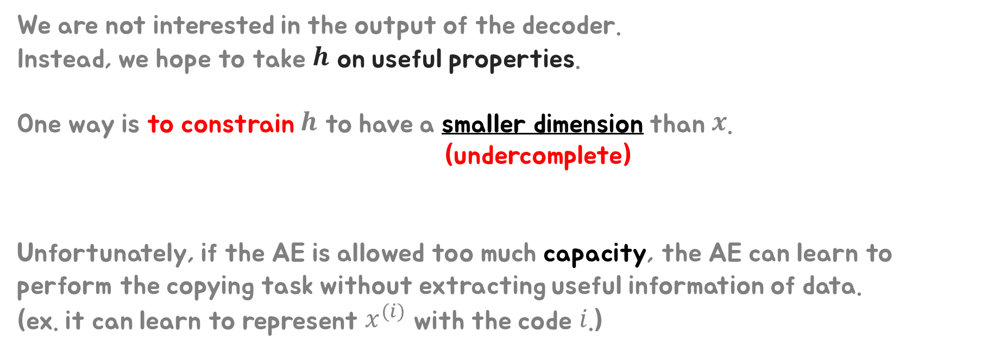 We are not interested in the output of the decoder.
Instead, we hope to take h on useful properties.
One way is to constrain h to have a smaller dimension than x.
(undercomplete)
Unfortunately, if the AE is allowed too much capacity, the AE can learn to
perform the copying task without extracting useful information of data.
(ex. it can learn to represent x^(i) with the code i.)